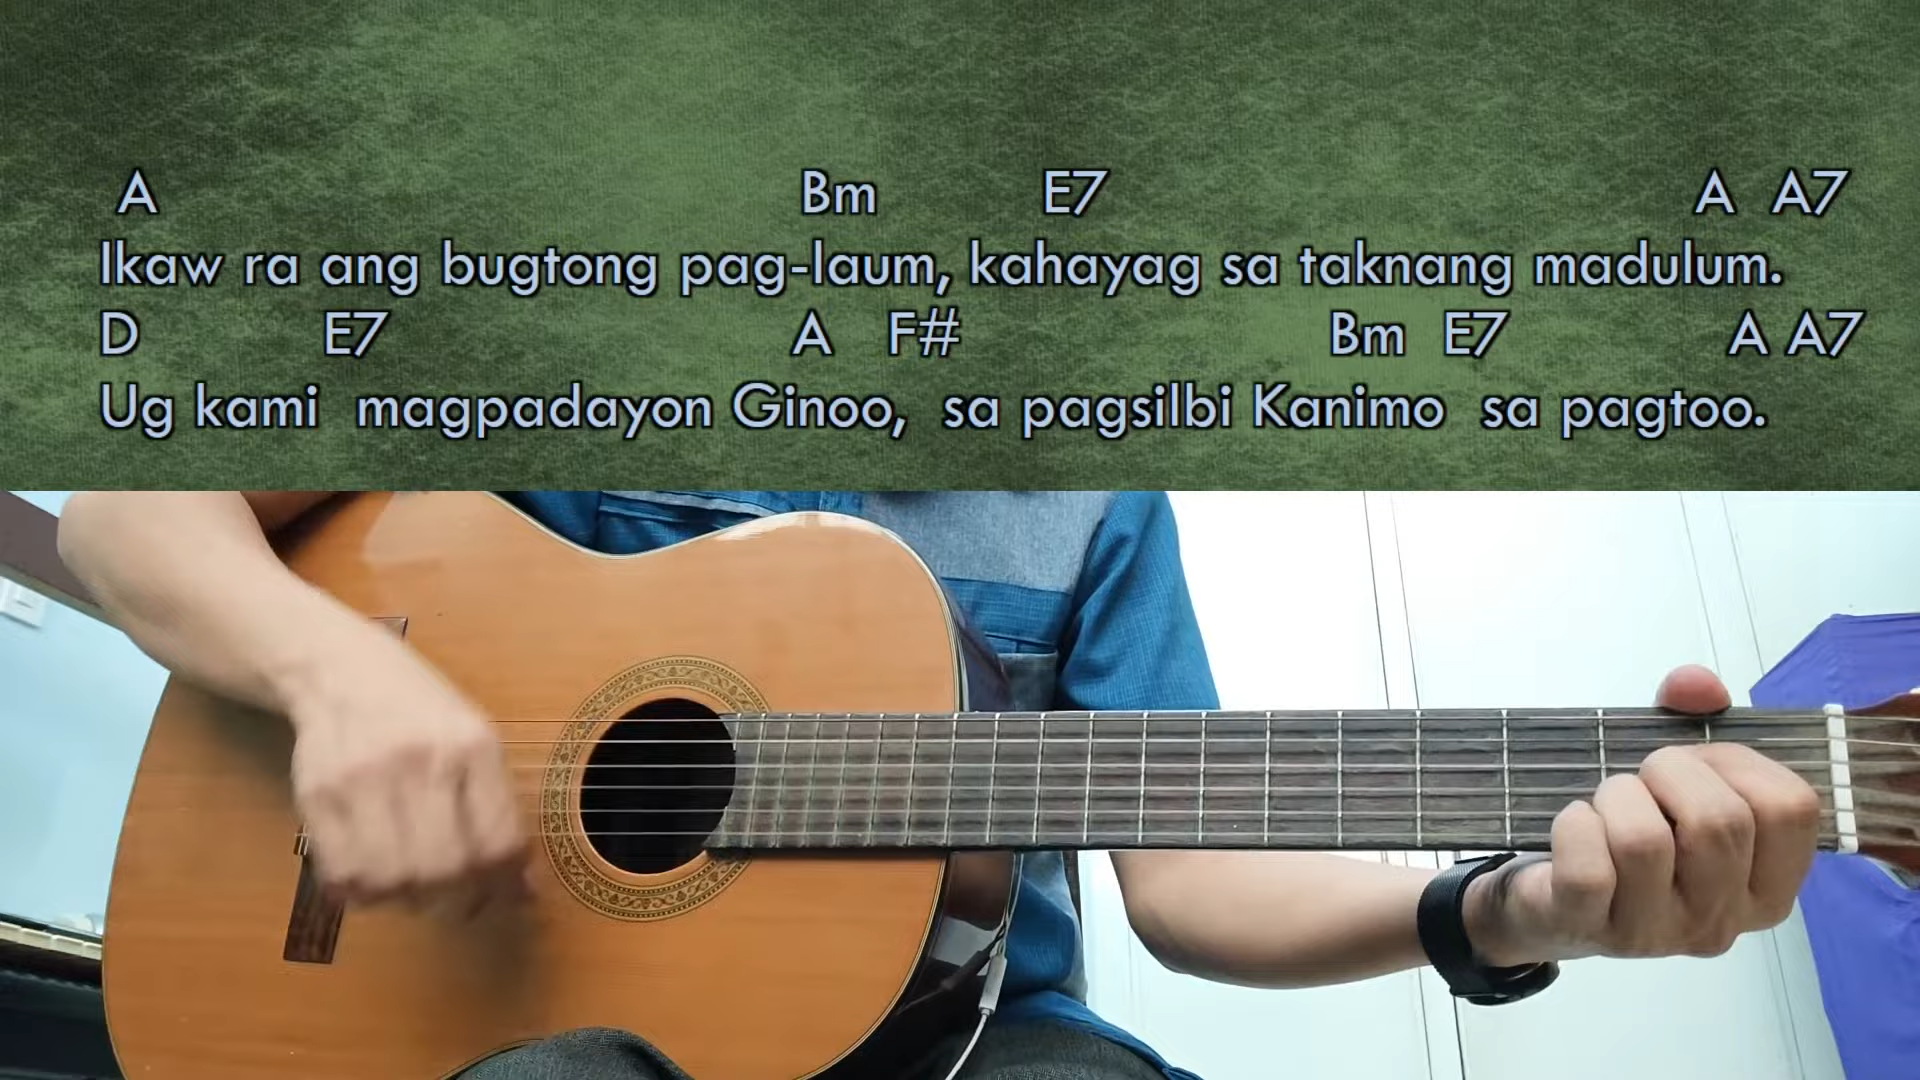 A Bm E7 A A7
Ikaw ra ang bugtong pag-laum, kahayag sa taknang madulum.
D E7 A F# Bm E7 A A7
Ug kami magpadayon Ginoo, sa pagsilbi Kanimo sa pagtoo.